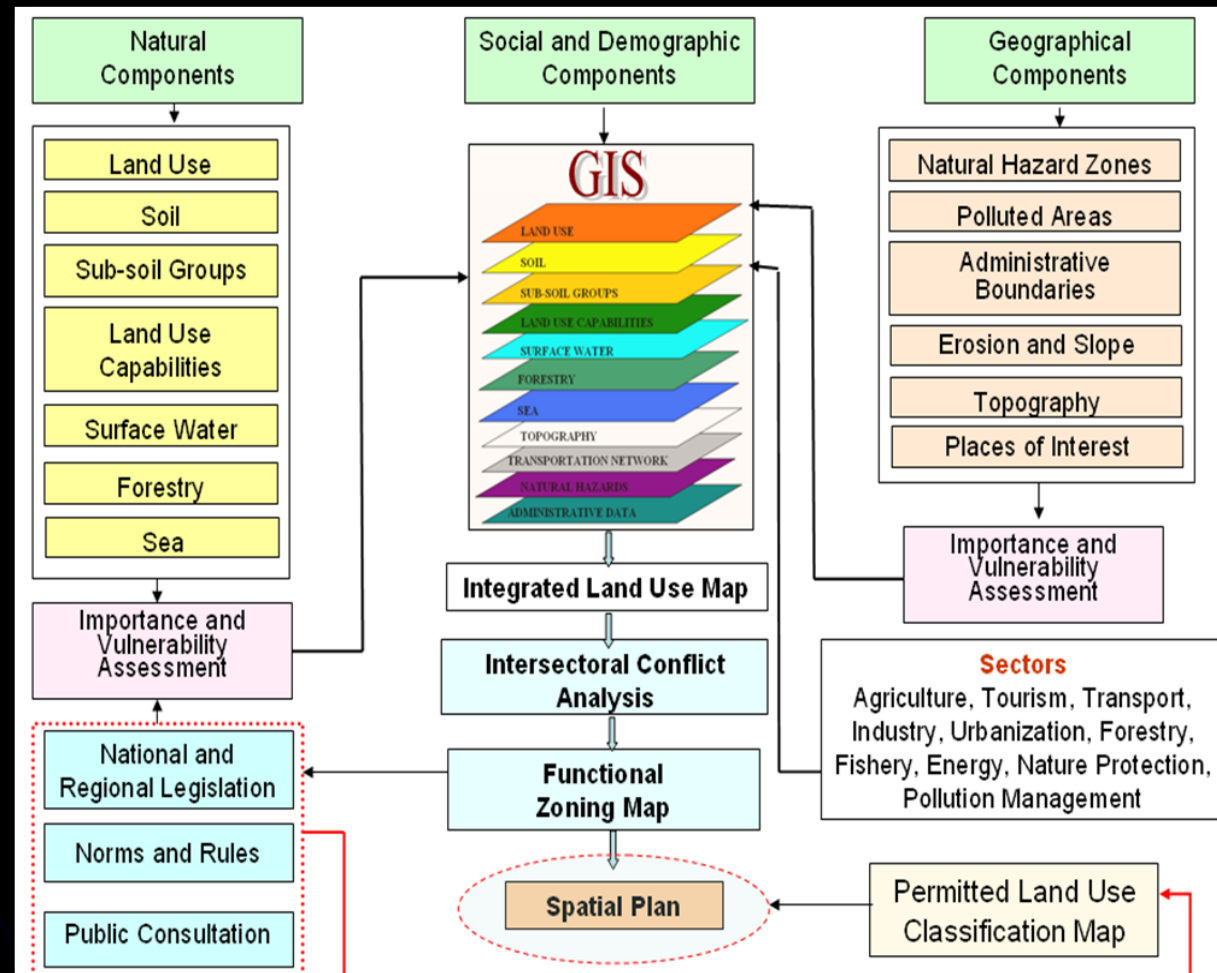 Natural
Components
Social and Demographic
Components
Geographical
Components
Land Use
Soil
Sub-soil Groups
Land Use
Capabilities
Surface Water
Forestry
Sea
Importance and
Vulnerability
Assessment
National and
Regional Legislation
Norms and Rules
Public Consultation
GIS
LAND USE
SOIL
SUB-SOIL GROUPS
LAND USE CAPABILITIES
SURFACE WATER
FORESTRY
SEA
TOPOGRAPHY
TRANSPORTATION NETWORK
NATURAL HAZARDS
ADMINISTRATIVE DATA
Integrated Land Use Map
Intersectoral Conflict
Analysis
Functional
Zoning Map
Spatial Plan
Natural Hazard Zones
Polluted Areas
Administrative
Boundaries
Erosion and Slope
Topography
Places of Interest
Importance and
Vulnerability
Assessment
Sectors
Agriculture, Tourism, Transport,
Industry, Urbanization, Forestry,
Fishery, Energy, Nature Protection,
Pollution Management
Permitted Land Use
Classification Map